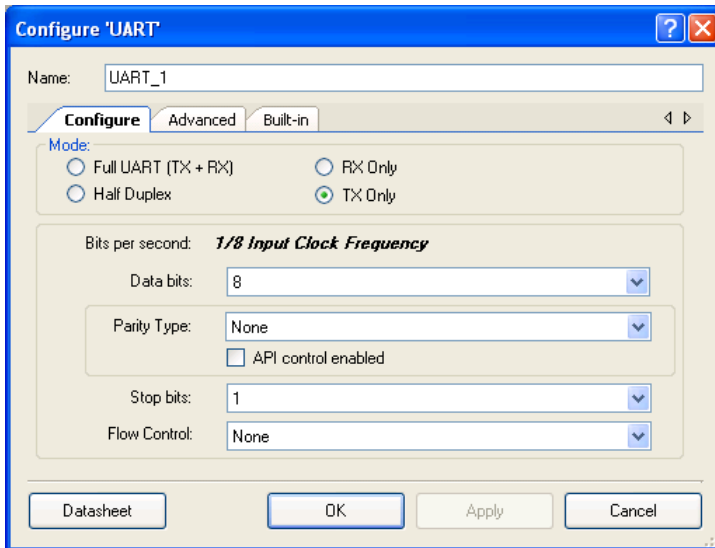 Configure 'UART'
Name: UART_1
Configure Advanced Built-in
Mode:
Full UART (TX + RX) RX Only
Half Duplex TX Only
Bits per second: 1/8 Input Clock Frequency
Data bits: 8
Parity Type: None
API control enabled
Stop bits: 1
Flow Control: None
Datasheet OK Apply Cancel